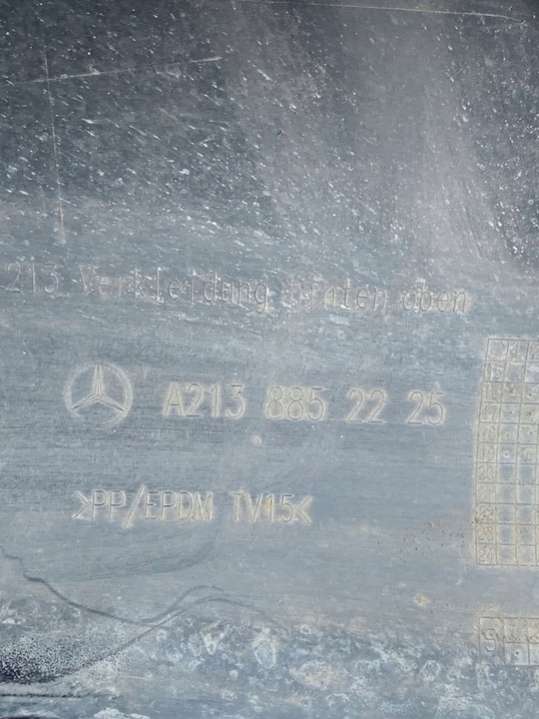 213 Verkleidung hinten oben
A213 885 22 25
>PP/EPDM TV15<